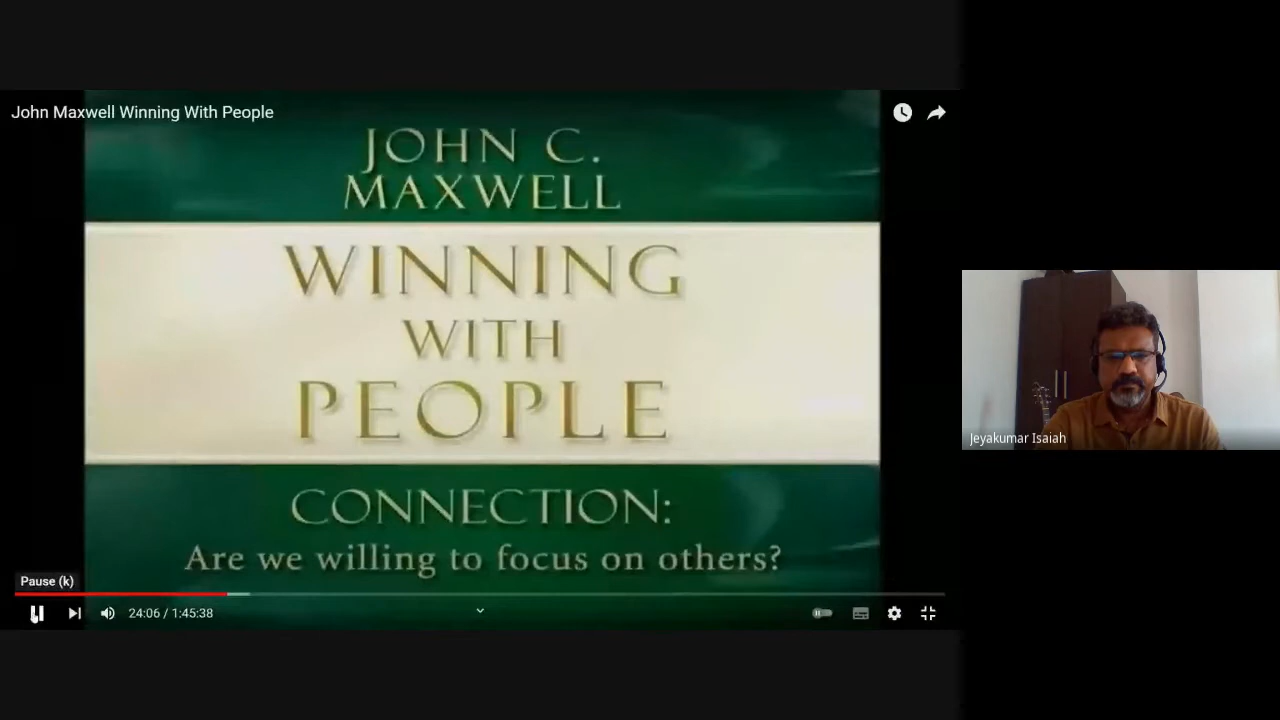 John Maxwell Winning With People
JOHN C.
MAXWELL
WINNING
WITH
PEOPLE
CONNECTION:
Are we willing to focus on others?
Pause (k)
24:06 / 1:45:38
Jeyakumar Isaiah